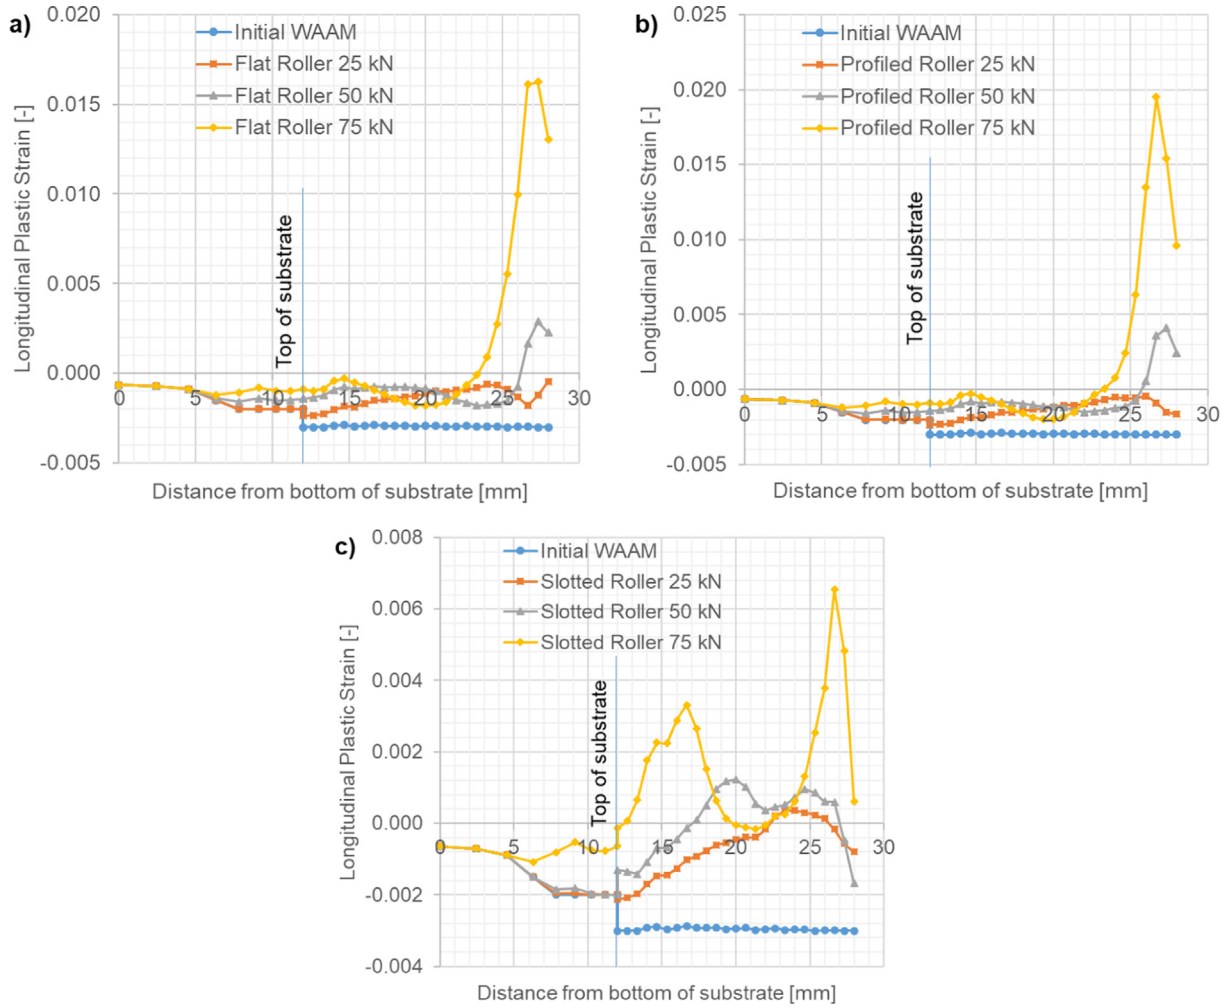 a)
Longitudinal Plastic Strain [-]
0.020
0.015
0.010
0.005
0.000
-0.005
Initial WAAM
Flat Roller 25 kN
Flat Roller 50 kN
Flat Roller 75 kN
Top of substrate
0 5 10 15 20 25 30
Distance from bottom of substrate [mm]
b)
Longitudinal Plastic Strain [-]
0.025
0.020
0.015
0.010
0.005
0.000
-0.005
Initial WAAM
Profiled Roller 25 kN
Profiled Roller 50 kN
Profiled Roller 75 kN
Top of substrate
0 5 10 15 20 25 30
Distance from bottom of substrate [mm]
c)
Longitudinal Plastic Strain [-]
0.008
0.006
0.004
0.002
0.000
-0.002
-0.004
Initial WAAM
Slotted Roller 25 kN
Slotted Roller 50 kN
Slotted Roller 75 kN
Top of substrate
0 5 10 15 20 25 30
Distance from bottom of substrate [mm]